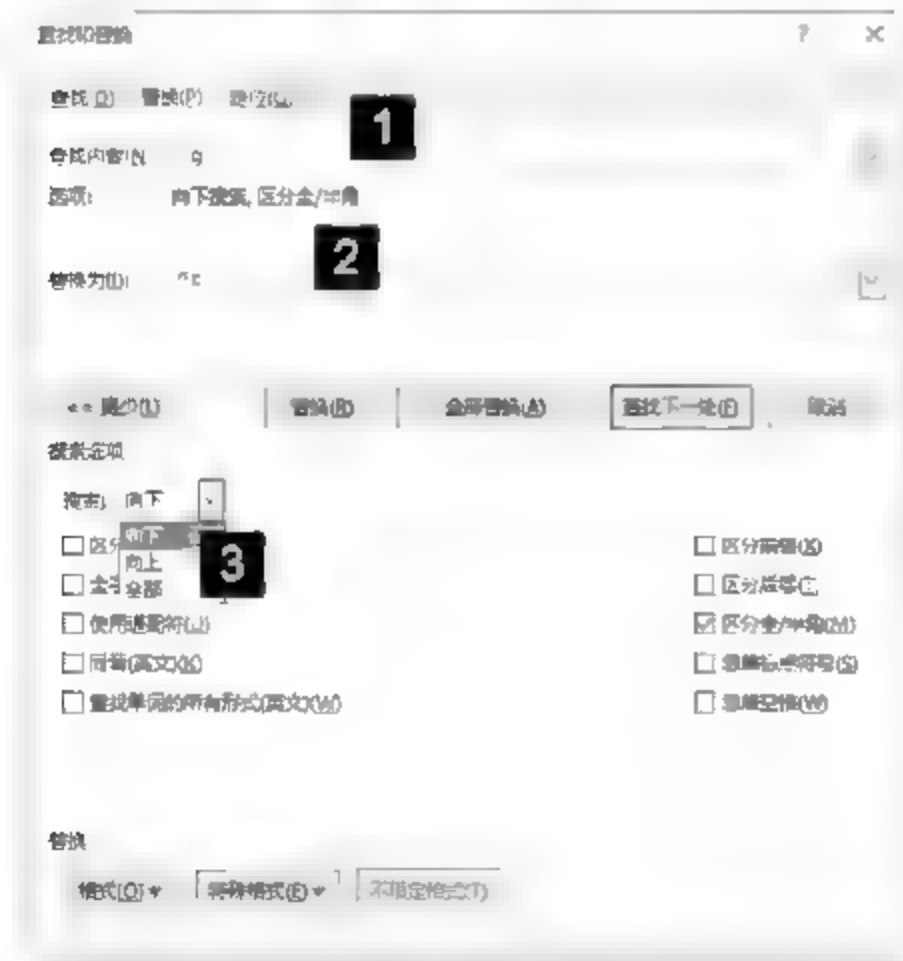 查找和替换
查找(D) 替换(P) 定位(G)
1
查找内容(N):
选项: 向下搜索, 区分全/半角
2
替换为(I):
<< 更少(L) 替换(R) 全部替换(A) 查找下一处(F) 取消
搜索选项
搜索: 向下
向下
向上
全部
3
区分 区分前缀(X)
区分后缀(T)
使用通配符(U) 区分全/半角(M)
同音(英文)(K) 忽略标点符号(S)
查找单词的所有形式(英文)(W) 忽略空格(W)
替换
格式(O) 特殊格式(E) 不限定格式(T)